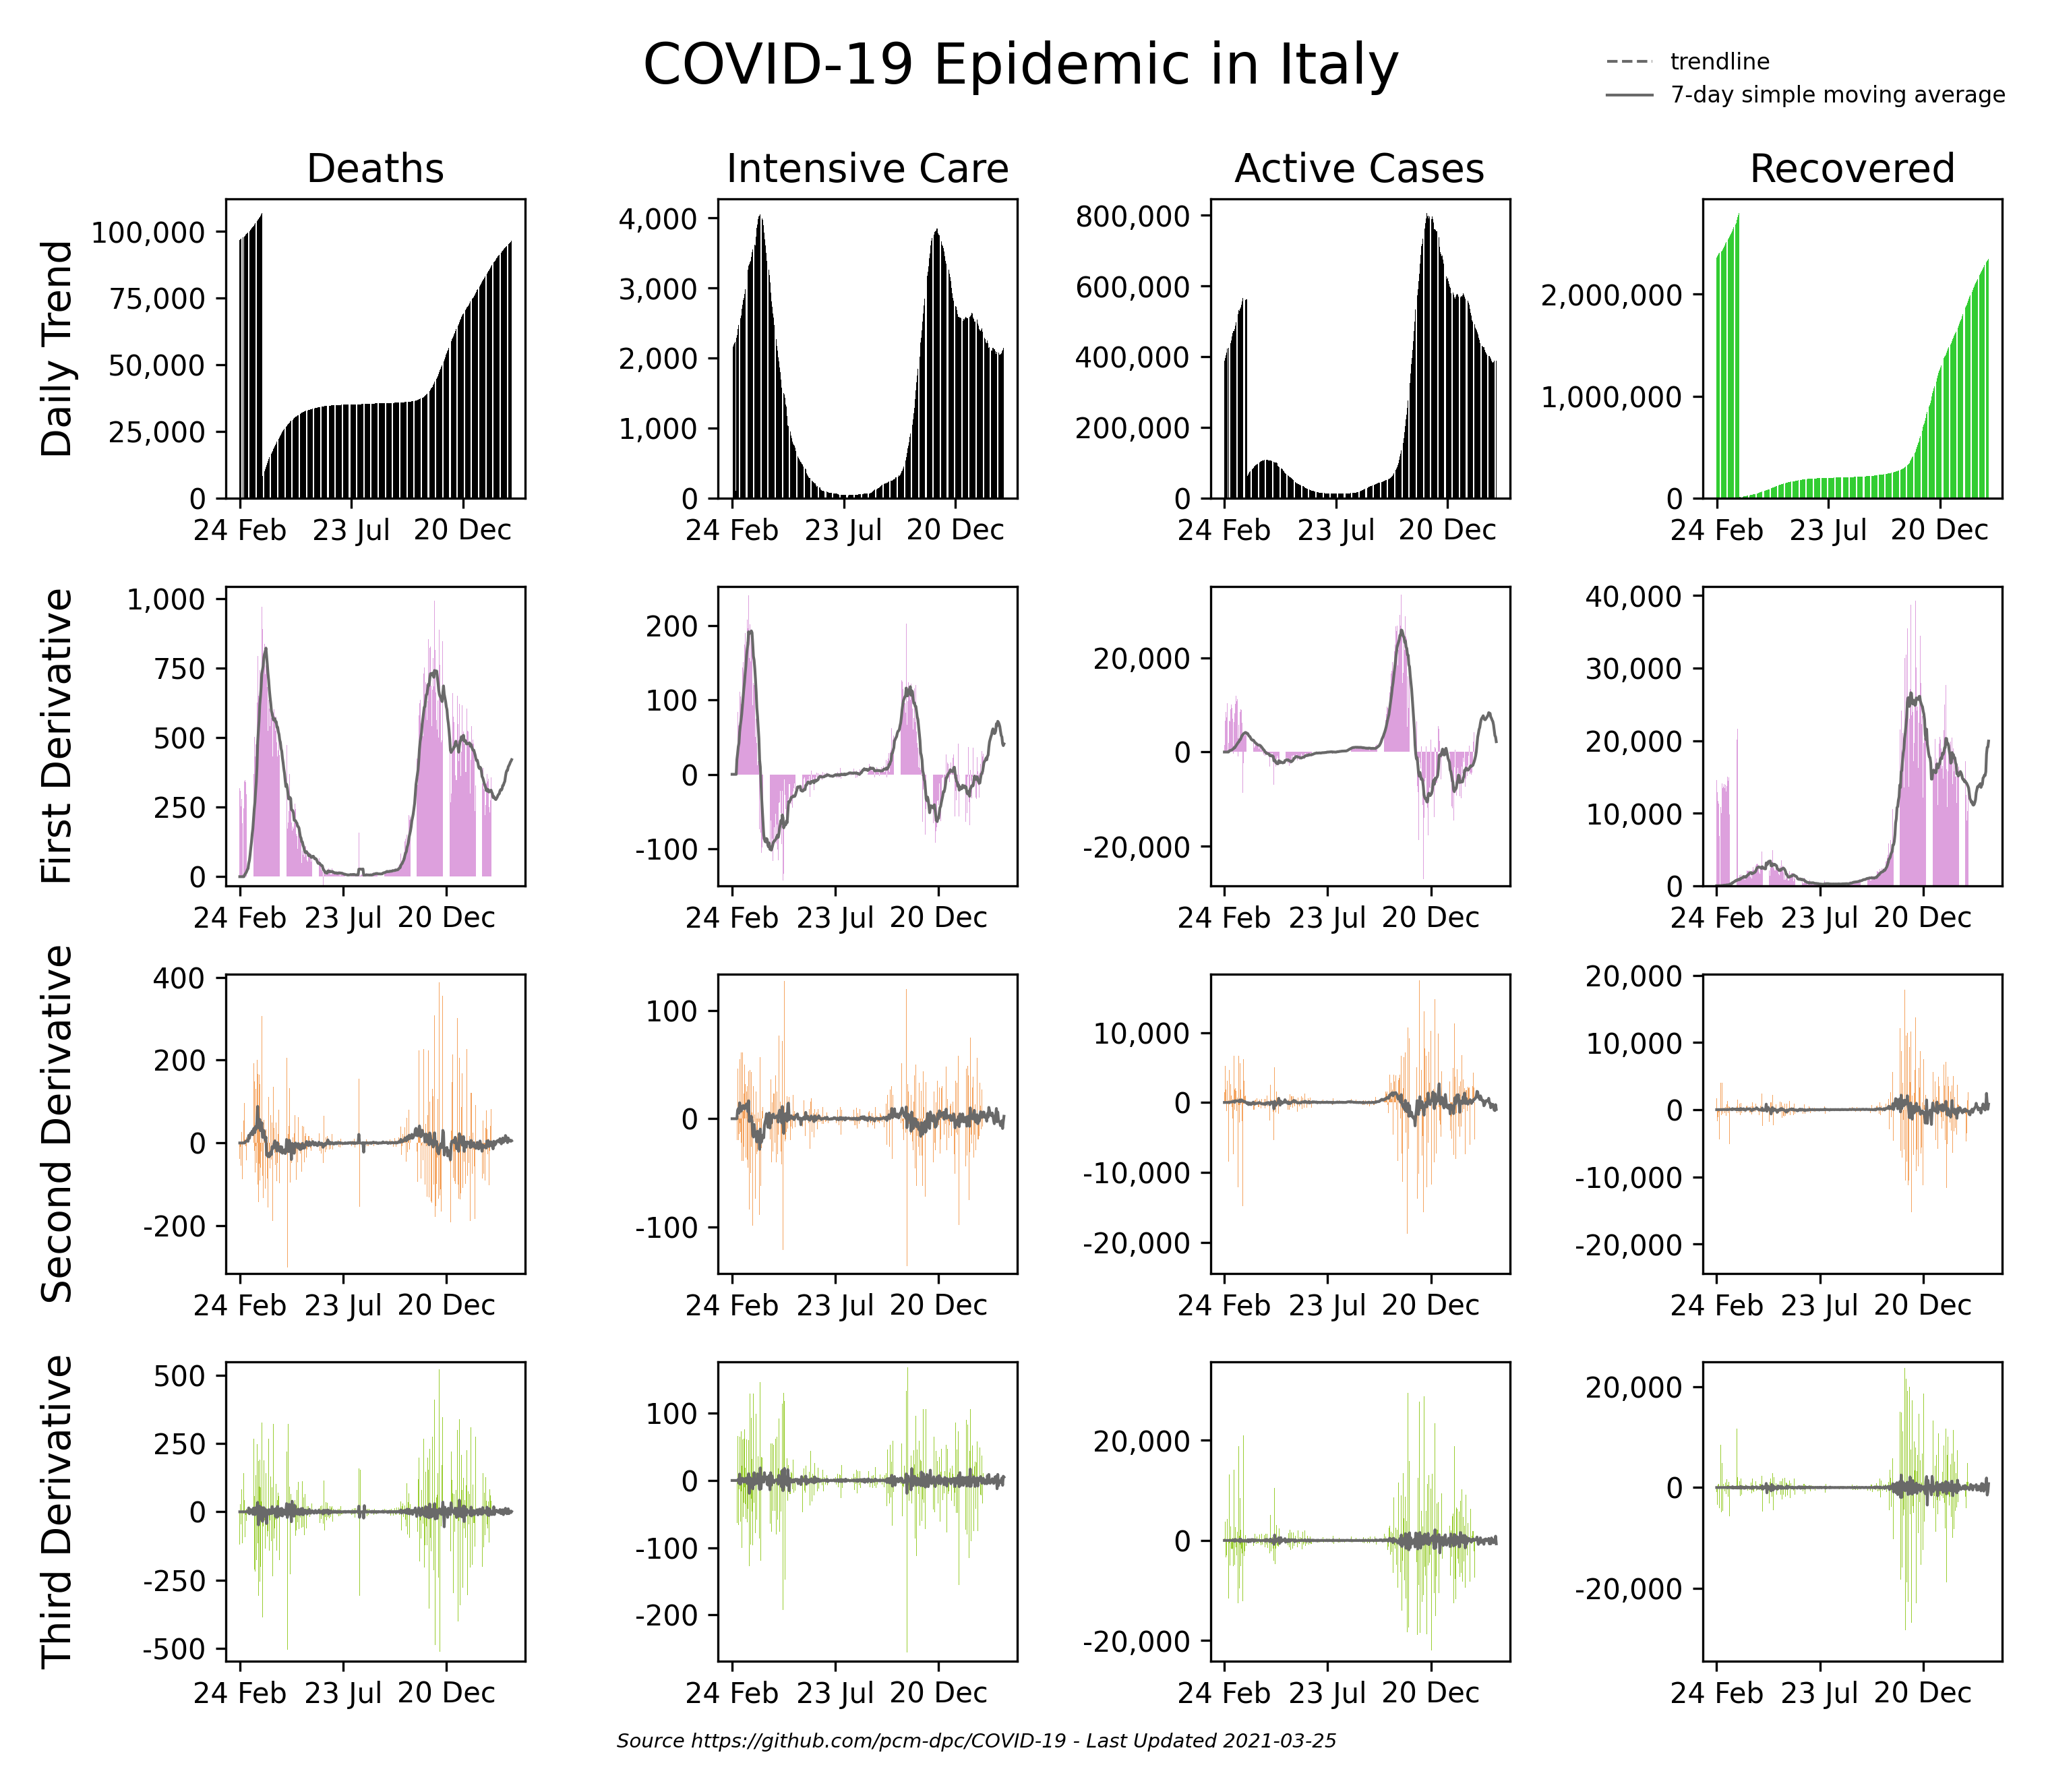 COVID-19 Epidemic in Italy
trendline
7-day simple moving average
Deaths
Intensive Care
Active Cases
Recovered
Daily Trend
100,000
75,000
50,000
25,000
0
24 Feb 23 Jul 20 Dec
4,000
3,000
2,000
1,000
0
24 Feb 23 Jul 20 Dec
800,000
600,000
400,000
200,000
0
24 Feb 23 Jul 20 Dec
2,000,000
1,000,000
0
24 Feb 23 Jul 20 Dec
First Derivative
1,000
750
500
250
0
24 Feb 23 Jul 20 Dec
200
100
0
-100
24 Feb 23 Jul 20 Dec
20,000
0
-20,000
24 Feb 23 Jul 20 Dec
40,000
30,000
20,000
10,000
0
24 Feb 23 Jul 20 Dec
Second Derivative
400
200
0
-200
24 Feb 23 Jul 20 Dec
100
0
-100
24 Feb 23 Jul 20 Dec
10,000
0
-10,000
-20,000
24 Feb 23 Jul 20 Dec
20,000
10,000
0
-10,000
-20,000
24 Feb 23 Jul 20 Dec
Third Derivative
500
250
0
-250
-500
24 Feb 23 Jul 20 Dec
100
0
-100
-200
24 Feb 23 Jul 20 Dec
20,000
0
-20,000
24 Feb 23 Jul 20 Dec
20,000
0
-20,000
24 Feb 23 Jul 20 Dec
Source https://github.com/pcm-dpc/COVID-19 - Last Updated 2021-03-25